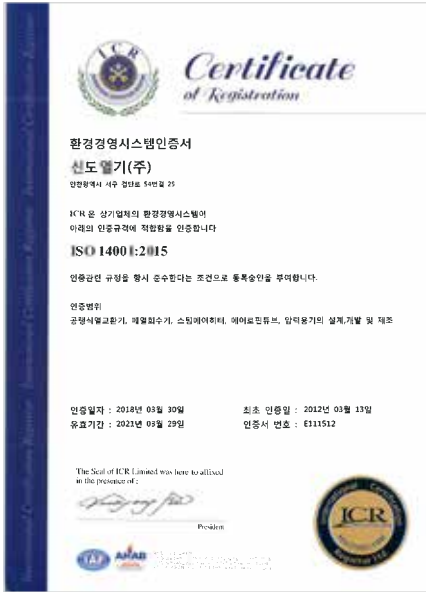 ICR
Certificate
of Registration
환경경영시스템인증서
신도열기(주)
인천광역시 서구 검단로 54번길 25
ICR 은 상기업체의 환경경영시스템이
아래의 인증규격에 적합함을 인증합니다
ISO 14001:2015
인증관련 규정을 항시 준수한다는 조건으로 등록승인을 부여합니다.
인증범위
공랭식열교환기, 폐열회수기, 스팀에어히터, 에어로핀튜브, 압력용기의 설계,개발 및 제조
인증일자 : 2018년 03월 30일
최초 인증일 : 2012년 03월 13일
유효기간 : 2021년 03월 29일
인증서 번호 : E111512
The Seal of ICR Limited was here to affixed
in the presence of :
President
IAF
International Certification
ICR
Registrar Ltd.